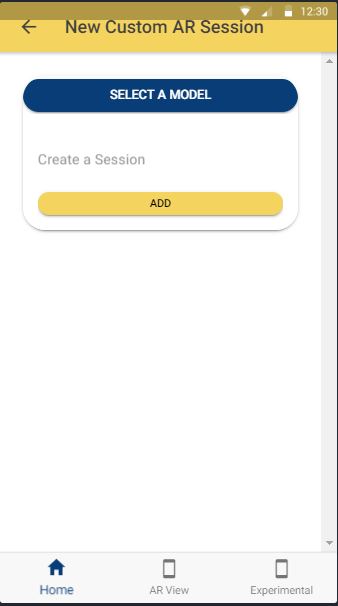 12:30
New Custom AR Session
SELECT A MODEL
Create a Session
ADD
Home
AR View
Experimental